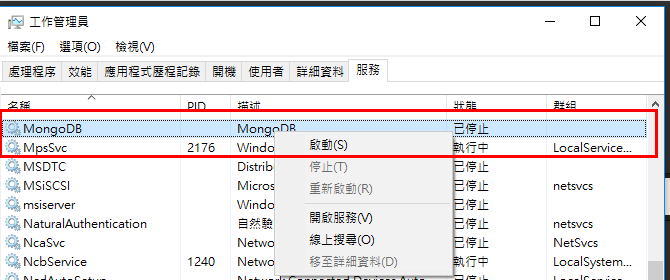 工作管理員
檔案(F) 選項(O) 檢視(V)
處理程序 效能 應用程式歷程記錄 開機 使用者 詳細資料 服務
名稱 PID 描述 狀態 群組
MongoDB MongoDB 已停止
MpsSvc 2176 Windo 執行中 LocalService...
MSDTC Distrib 已停止
MSiSCSI Micros 已停止 netsvcs
msiserver Windo 已停止
NaturalAuthentication 自然驗 已停止 netsvcs
NcaSvc Netwo 已停止 NetSvcs
NcbService 1240 Netwo 執行中 LocalSystem...
啟動(S)
停止(T)
重新啟動(R)
開啟服務(V)
線上搜尋(O)
移至詳細資料(D)